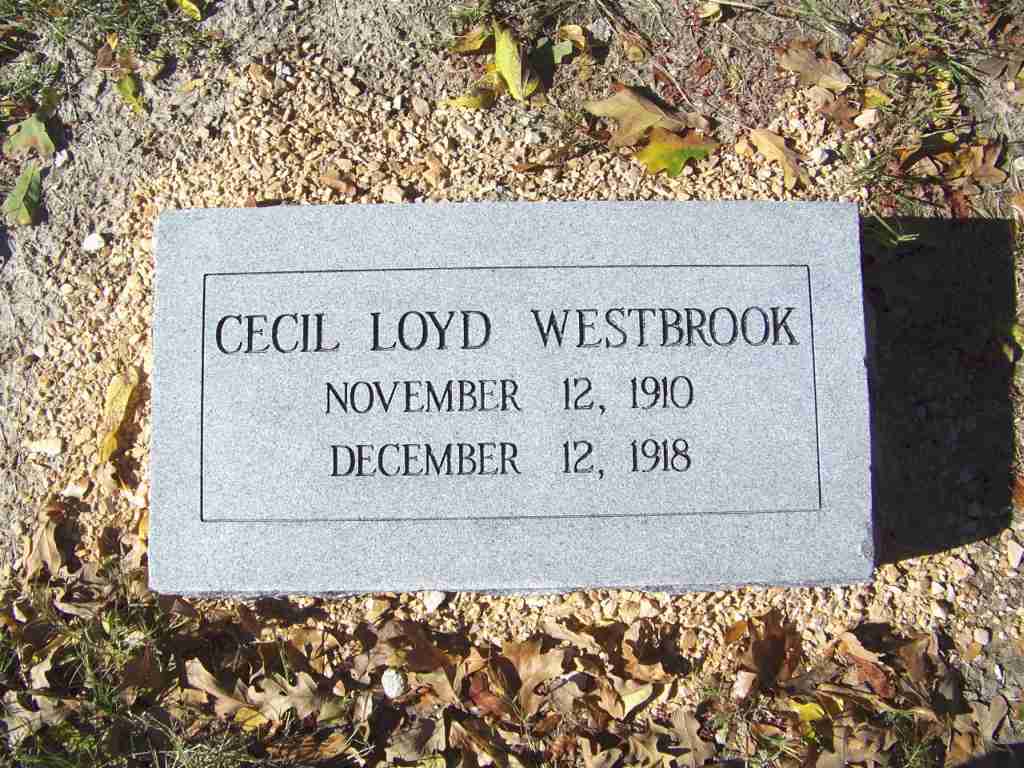 CECIL LOYD WESTBROOK
NOVEMBER 12, 1910
DECEMBER 12, 1918